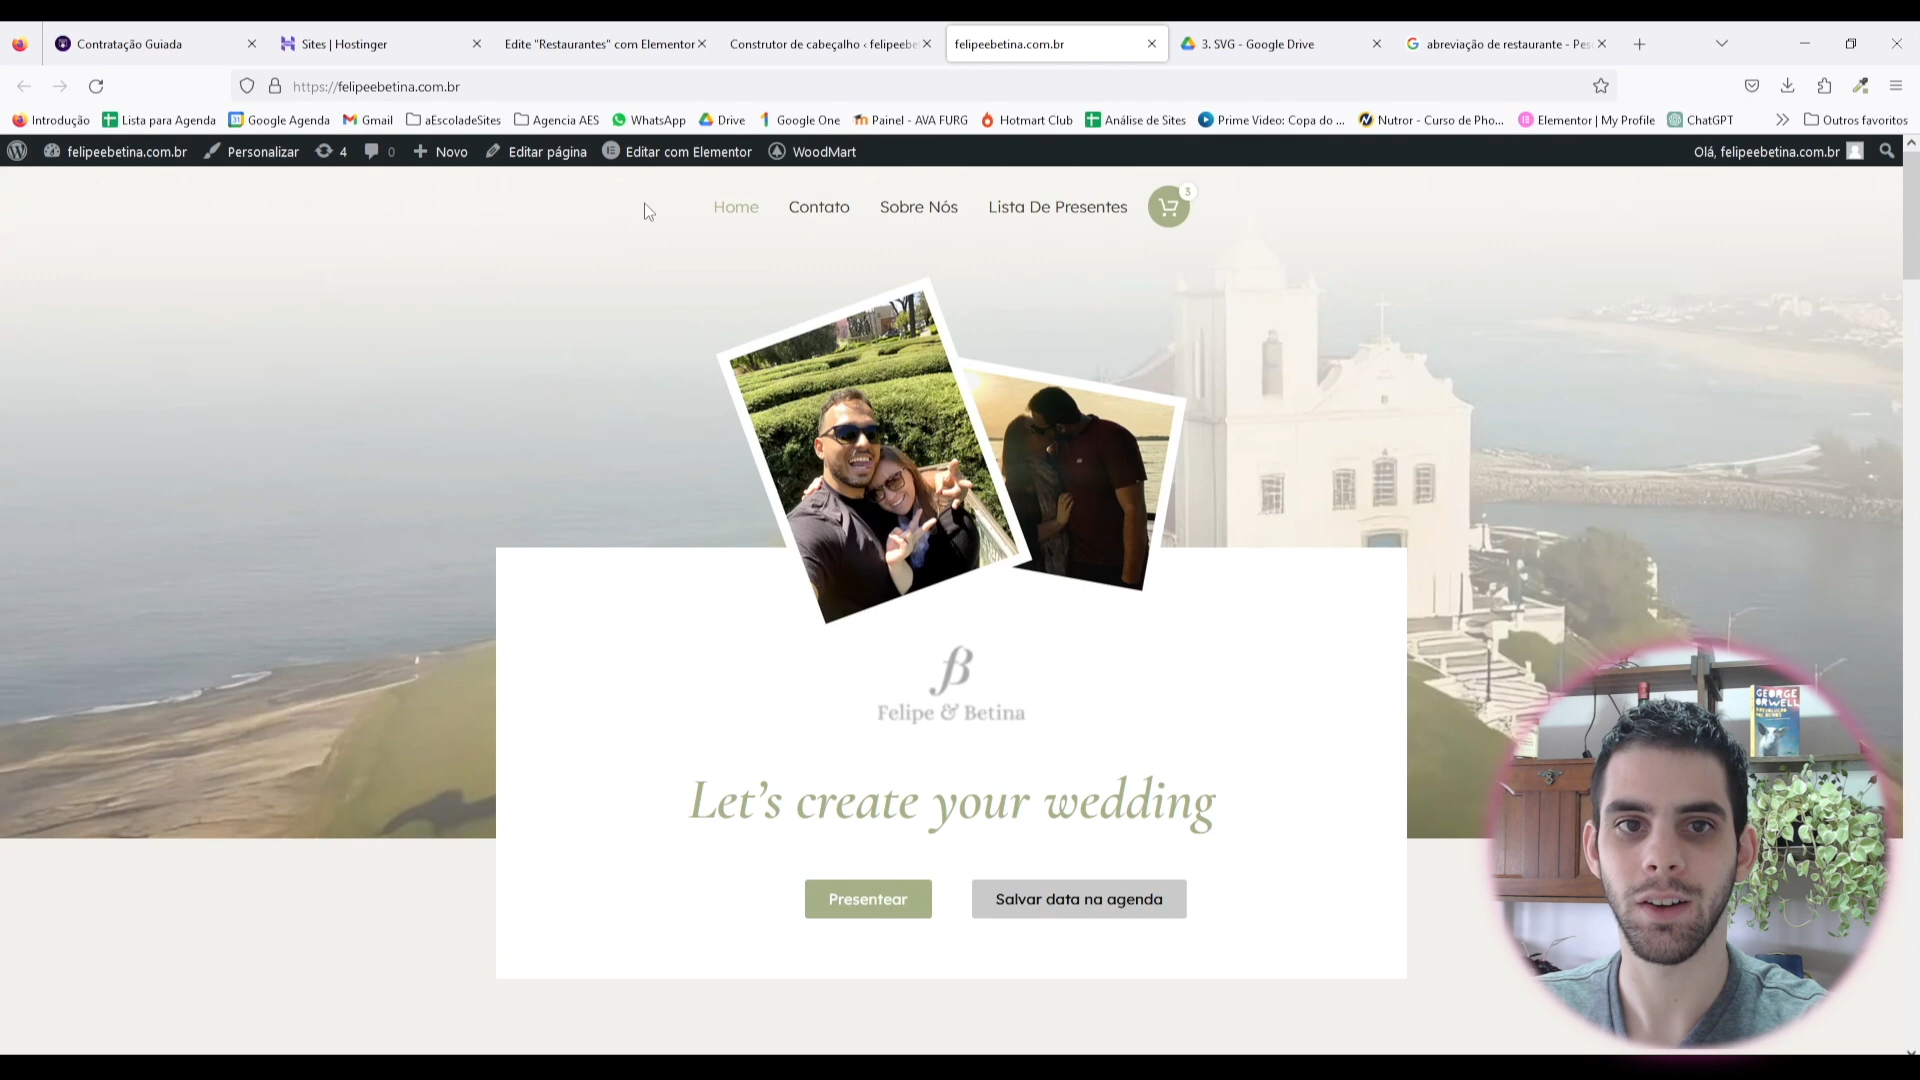 Contratação Guiada
Sites | Hostinger
Edite "Restaurantes" com Elementor
Construtor de cabeçalho ‹ felipeebe
felipeebetina.com.br
3. SVG - Google Drive
abreviação de restaurante - Pes
https://felipeebetina.com.br
Introdução
Lista para Agenda
31
Google Agenda
Gmail
aEscoladeSites
Agencia AES
WhatsApp
Drive
Google One
Painel - AVA FURG
Hotmart Club
Análise de Sites
Prime Video: Copa do ...
Nutror - Curso de Pho...
Elementor | My Profile
ChatGPT
Outros favoritos
felipeebetina.com.br
Personalizar
4
0
Novo
Editar página
Editar com Elementor
WoodMart
Olá, felipeebetina.com.br
Home
Contato
Sobre Nós
Lista De Presentes
3
Felipe & Betina
Let’s create your wedding
Presentear
Salvar data na agenda
GEORGE
ORWELL